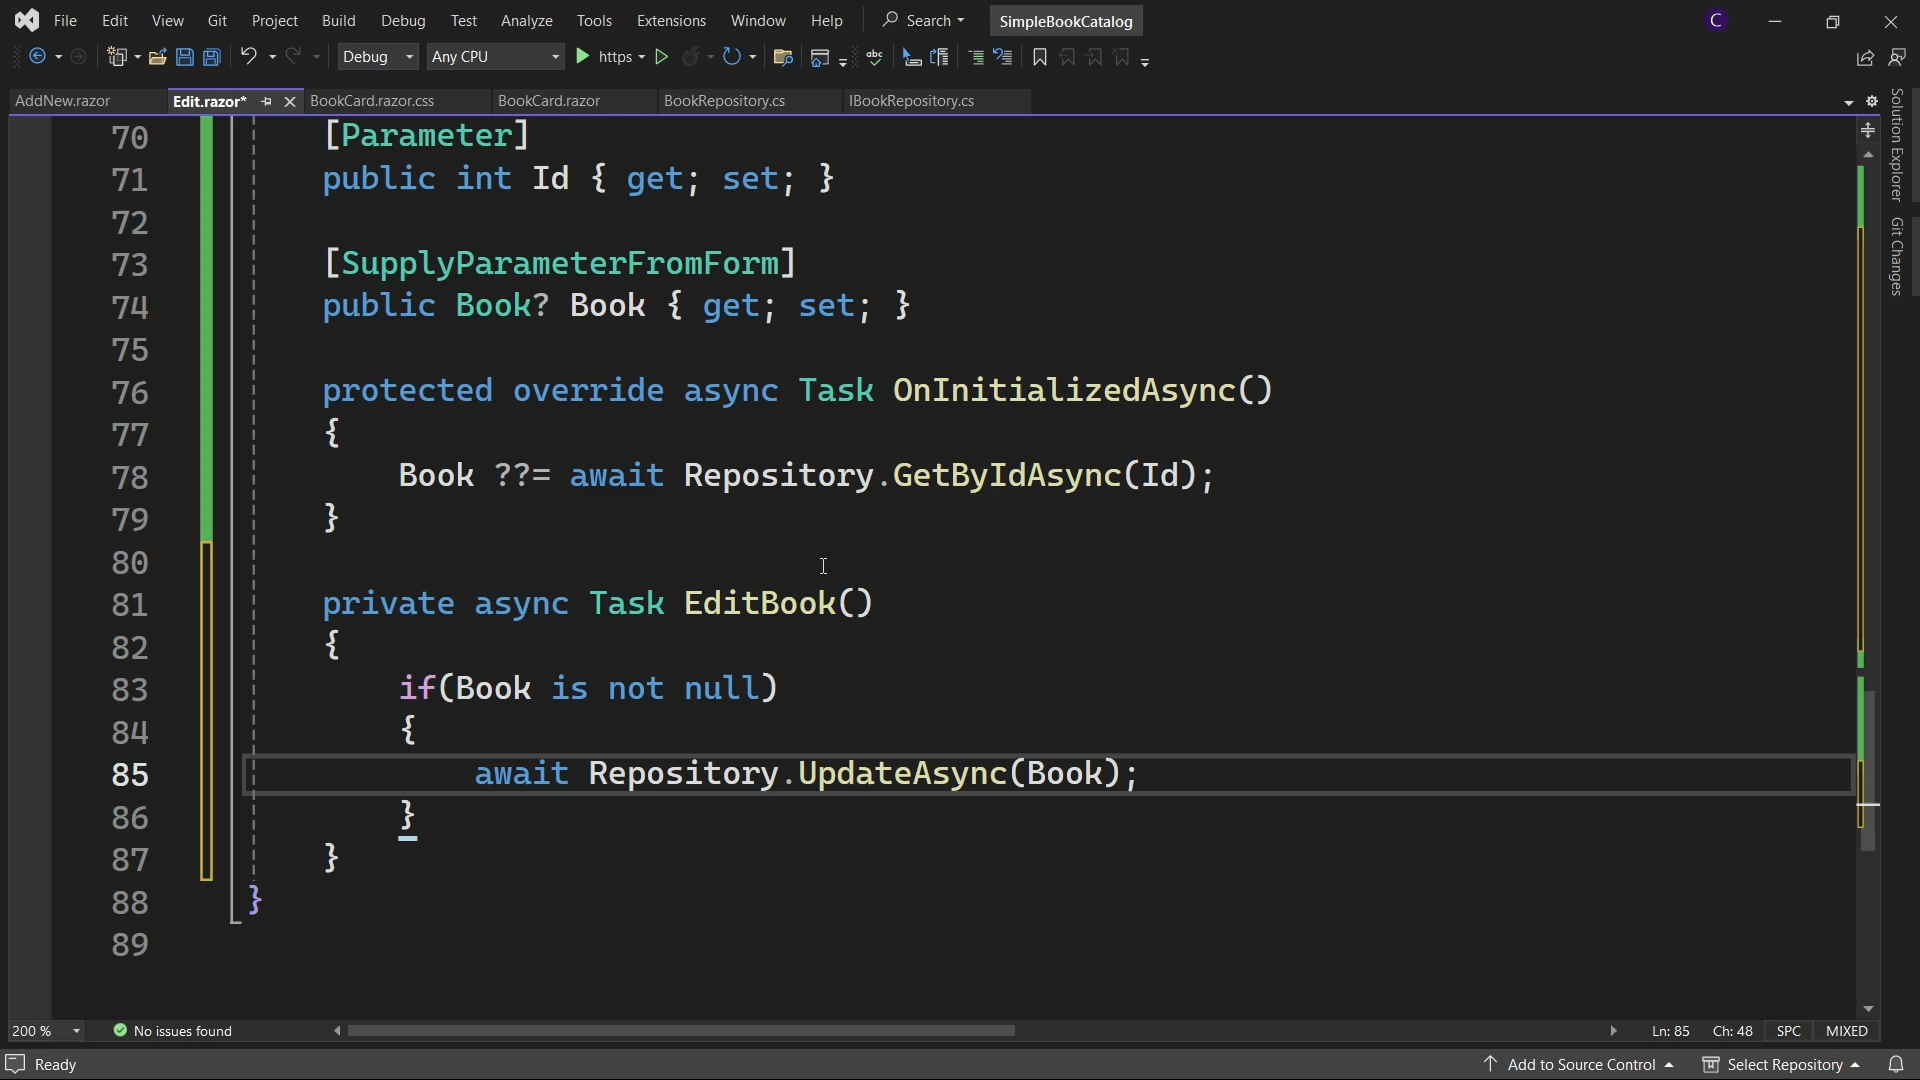 File Edit View Git Project Build Debug Test Analyze Tools Extensions Window Help Search SimpleBookCatalog C
Debug Any CPU https abc
AddNew.razor Edit.razor* BookCard.razor.css BookCard.razor BookRepository.cs IBookRepository.cs
Solution Explorer
Git Changes
70 [Parameter]
71 public int Id { get; set; }
72
73 [SupplyParameterFromForm]
74 public Book? Book { get; set; }
75
76 protected override async Task OnInitializedAsync()
77 {
78 Book ??= await Repository.GetByIdAsync(Id);
79 }
80
81 private async Task EditBook()
82 {
83 if(Book is not null)
84 {
85 await Repository.UpdateAsync(Book);
86 }
87 }
88 }
89
200 % No issues found Ln: 85 Ch: 48 SPC MIXED
Ready Add to Source Control Select Repository